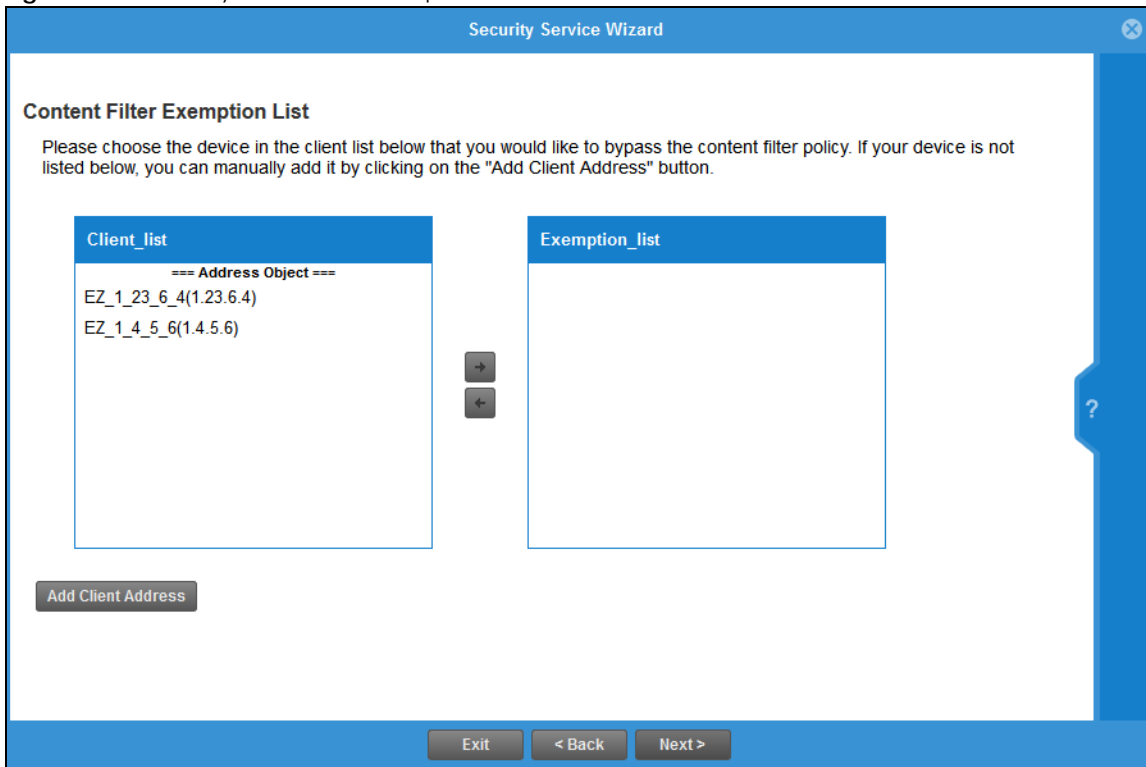 Security Service Wizard
Content Filter Exemption List
Please choose the device in the client list below that you would like to bypass the content filter policy. If your device is not
listed below, you can manually add it by clicking on the "Add Client Address" button.
Client_list
Exemption_list
=== Address Object ===
EZ_1_23_6_4(1.23.6.4)
EZ_1_4_5_6(1.4.5.6)
?
Add Client Address
Exit
< Back
Next >